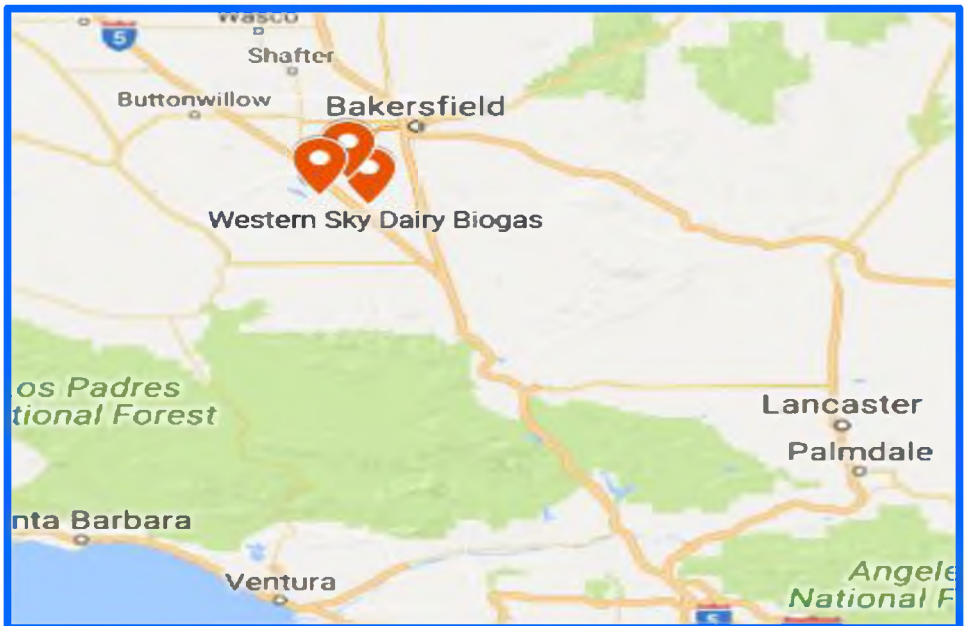 Wasco
5
Shafter
Buttonwillow
Bakersfield
Western Sky Dairy Biogas
os Padres
tional Forest
Lancaster
Palmdale
nta Barbara
Ventura
Angele
National F
5